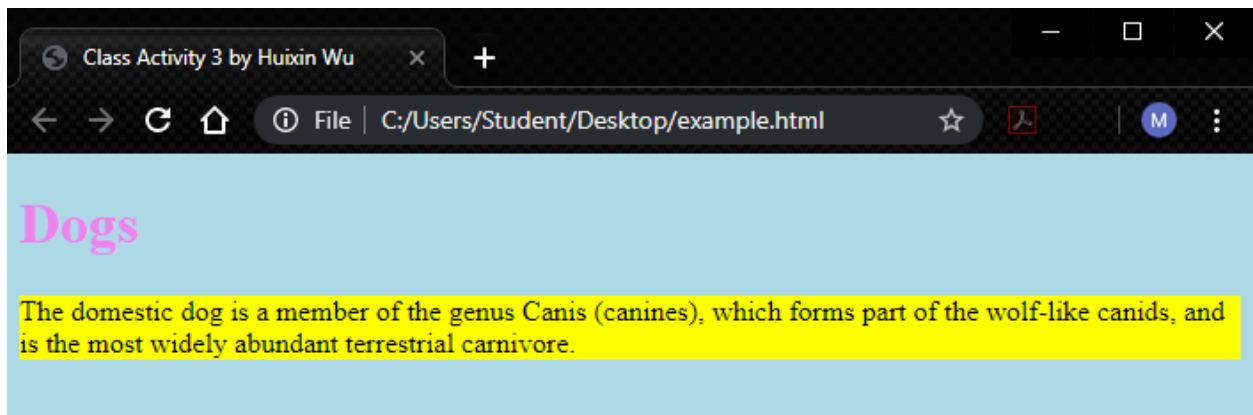 Class Activity 3 by Huixin Wu
File
C:/Users/Student/Desktop/example.html
M
Dogs
The domestic dog is a member of the genus Canis (canines), which forms part of the wolf-like canids, and
is the most widely abundant terrestrial carnivore.